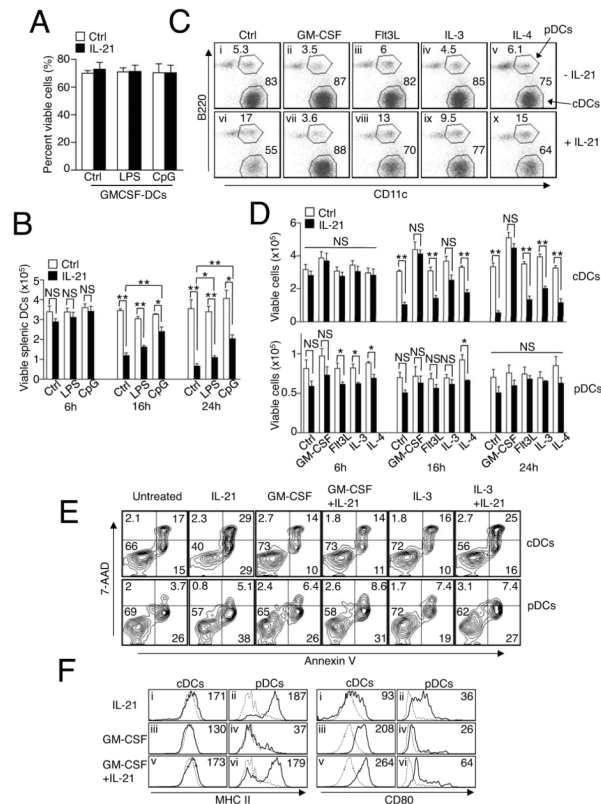 A
Ctrl
IL-21
Percent viable cells (%)
100
80
60
40
20
0
Ctrl LPS CpG
GMCSF-DCs
C
Ctrl GM-CSF Flt3L IL-3 IL-4
pDCs
i 5.3 ii 3.5 iii 6 iv 4.5 v 6.1
83 87 82 85 75
- IL-21
cDCs
vi 17 vii 3.6 viii 13 ix 9.5 x 15
55 88 70 77 64
+ IL-21
B220
CD11c
B
Ctrl
IL-21
Viable splenic DCs (x10⁵)
5
4
3
2
1
0
NS NS NS
** ** *
** *
** ** *
** **
Ctrl LPS CpG Ctrl LPS CpG Ctrl LPS CpG
6h 16h 24h
D
Ctrl
IL-21
Viable cells (x10⁵)
6
4
2
0
NS
** NS ** NS **
** NS ** ** **
cDCs
Viable cells (x10⁵)
1.0
0.5
0
NS NS * * *
NS NS NS NS *
NS
pDCs
Ctrl GM-CSF Flt3L IL-3 IL-4 Ctrl GM-CSF Flt3L IL-3 IL-4 Ctrl GM-CSF Flt3L IL-3 IL-4
6h 16h 24h
E
Untreated IL-21 GM-CSF GM-CSF +IL-21 IL-3 IL-3 +IL-21
2.1 17 2.3 29 2.7 14 1.8 14 1.8 16 2.7 25
cDCs
66 15 40 29 73 10 73 11 72 10 56 16
2 3.7 0.8 5.1 2.4 6.4 2.6 8.6 1.7 7.4 3.1 7.4
pDCs
69 26 57 38 65 26 58 31 72 19 62 27
7-AAD
Annexin V
F
cDCs pDCs cDCs pDCs
IL-21 i 171 ii 187 i 93 ii 36
GM-CSF iii 130 iv 37 iii 208 iv 26
GM-CSF +IL-21 v 173 vi 179 v 264 vi 64
MHC II CD80